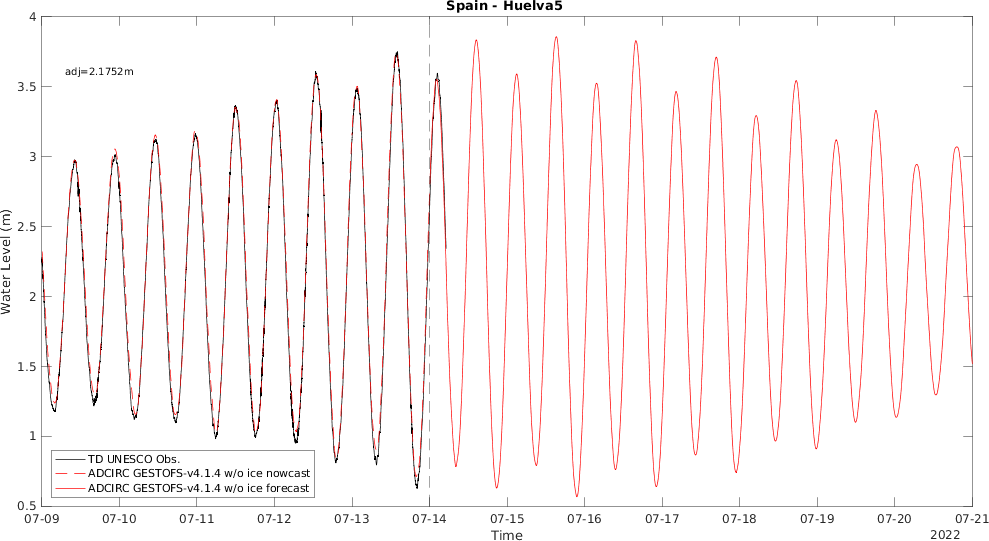 Spain - Huelva5
adj=2.1752m
Water Level (m)
4
3.5
3
2.5
2
1.5
1
0.5
TD UNESCO Obs.
ADCIRC GESTOFS-v4.1.4 w/o ice nowcast
ADCIRC GESTOFS-v4.1.4 w/o ice forecast
07-09 07-10 07-11 07-12 07-13 07-14 07-15 07-16 07-17 07-18 07-19 07-20 07-21
Time
2022